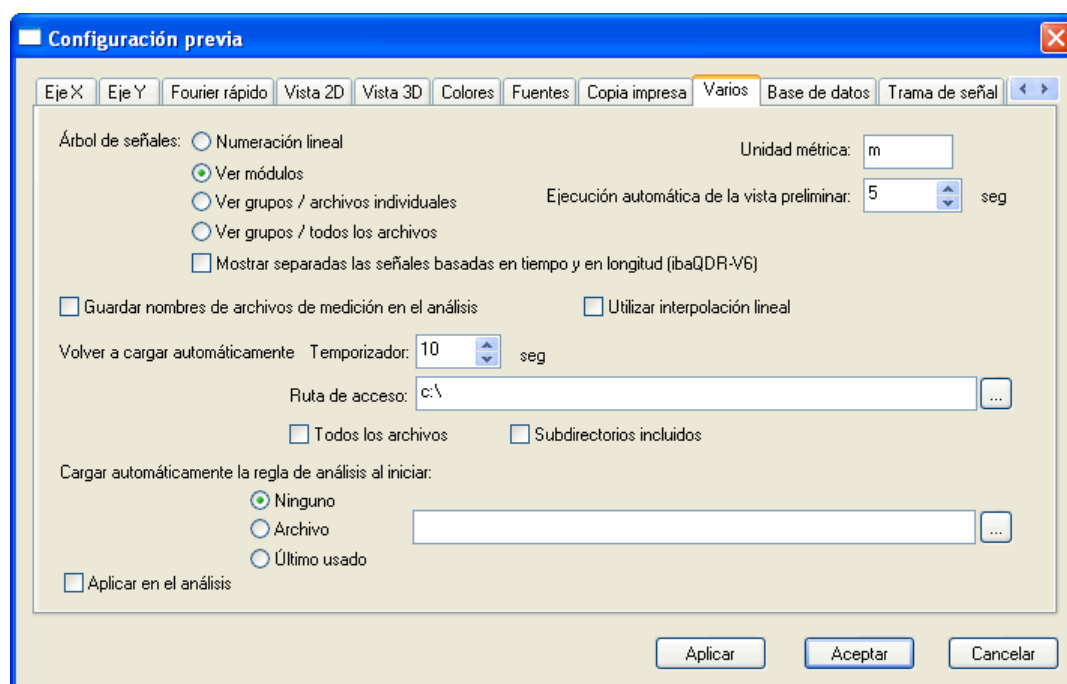 Configuración previa
Eje X Eje Y Fourier rápido Vista 2D Vista 3D Colores Fuentes Copia impresa Varios Base de datos Trama de señal
Árbol de señales: Numeración lineal
Unidad métrica: m
Ver módulos
Ejecución automática de la vista preliminar: 5 seg
Ver grupos / archivos individuales
Ver grupos / todos los archivos
Mostrar separadas las señales basadas en tiempo y en longitud (ibaQDR-V6)
Guardar nombres de archivos de medición en el análisis Utilizar interpolación lineal
Volver a cargar automáticamente Temporizador: 10 seg
Ruta de acceso: c:\ ...
Todos los archivos Subdirectorios incluidos
Cargar automáticamente la regla de análisis al iniciar:
Ninguno
Archivo ...
Último usado
Aplicar en el análisis
Aplicar Aceptar Cancelar